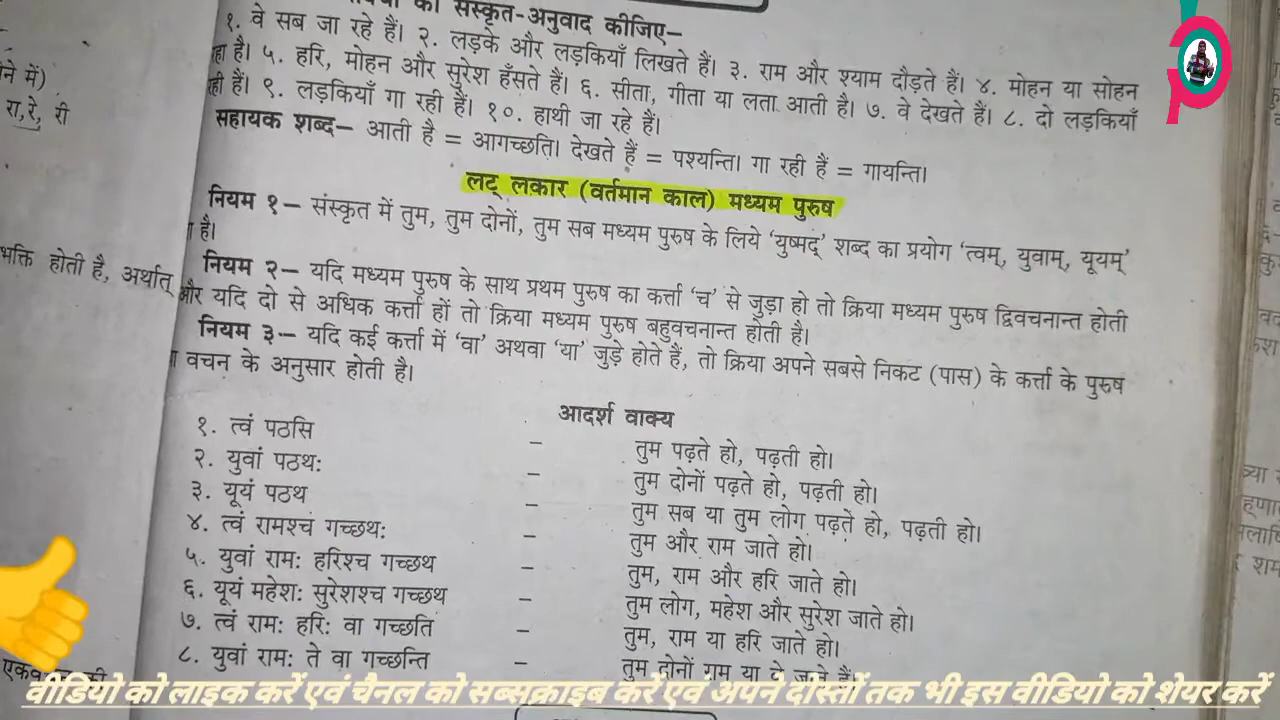 का संस्कृत-अनुवाद कीजिए–
१. वे सब जा रहे हैं। २. लड़के और लड़कियाँ लिखते हैं। ३. राम और श्याम दौड़ते हैं। ४. मोहन या सोहन
हा है। ५. हरि, मोहन और सुरेश हँसते हैं। ६. सीता, गीता या लता आती है। ७. वे देखते हैं। ८. दो लड़कियाँ
ही हैं। ९. लड़कियाँ गा रही हैं। १०. हाथी जा रहे हैं।
सहायक शब्द– आती है = आगच्छति। देखते हैं = पश्यन्ति। गा रही हैं = गायन्ति।
लट् लकार (वर्तमान काल) मध्यम पुरुष
नियम १– संस्कृत में तुम, तुम दोनों, तुम सब मध्यम पुरुष के लिये ‘युष्मद्’ शब्द का प्रयोग ‘त्वम्, युवाम्, यूयम्’
है।
नियम २– यदि मध्यम पुरुष के साथ प्रथम पुरुष का कर्त्ता ‘च’ से जुड़ा हो तो क्रिया मध्यम पुरुष द्विवचनान्त होती
और यदि दो से अधिक कर्त्ता हों तो क्रिया मध्यम पुरुष बहुवचनान्त होती है।
नियम ३– यदि कई कर्त्ता में ‘वा’ अथवा ‘या’ जुड़े होते हैं, तो क्रिया अपने सबसे निकट (पास) के कर्त्ता के पुरुष
वचन के अनुसार होती है।
आदर्श वाक्य
१. त्वं पठसि – तुम पढ़ते हो, पढ़ती हो।
२. युवां पठथः – तुम दोनों पढ़ते हो, पढ़ती हो।
३. यूयं पठथ – तुम सब या तुम लोग पढ़ते हो, पढ़ती हो।
४. त्वं रामश्च गच्छथः – तुम और राम जाते हो।
५. युवां रामः हरिश्च गच्छथ – तुम, राम और हरि जाते हो।
६. यूयं महेशः सुरेशश्च गच्छथ – तुम लोग, महेश और सुरेश जाते हो।
७. त्वं रामः हरिः वा गच्छति – तुम, राम या हरि जाते हो।
८. युवां रामः ते वा गच्छन्ति – तुम दोनों राम या वे जाते हैं।
ने में)
रा, रे, री
भक्ति होती है, अर्थात्
वीडियो को लाइक करें एवं चैनल को सब्सक्राइब करें एवं अपने दोस्तों तक भी इस वीडियो को शेयर करें